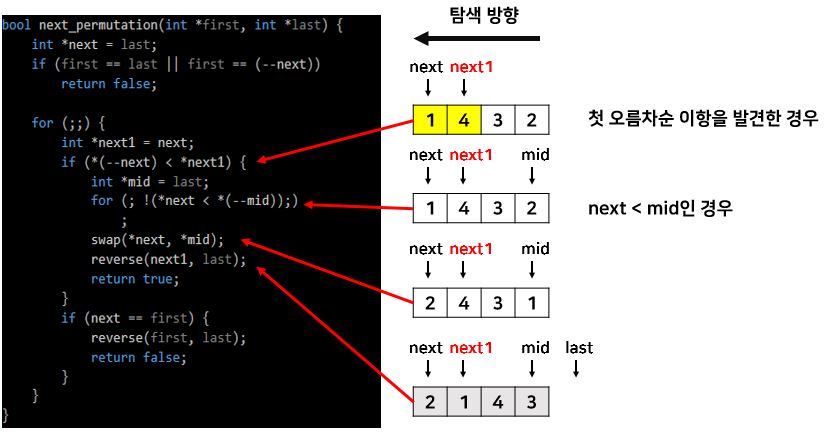 bool next_permutation(int *first, int *last) {
    int *next = last;
    if (first == last || first == (--next))
        return false;

    for (;;) {
        int *next1 = next;
        if (*(--next) < *next1) {
            int *mid = last;
            for (; !(*next < *(--mid));)
                ;
            swap(*next, *mid);
            reverse(next1, last);
            return true;
        }
        if (next == first) {
            reverse(first, last);
            return false;
        }
    }
}
탐색 방향
next next1
1 4 3 2
첫 오름차순 이항을 발견한 경우
next next1 mid
1 4 3 2
next < mid인 경우
next next1 mid
2 4 3 1
next next1 mid last
2 1 4 3